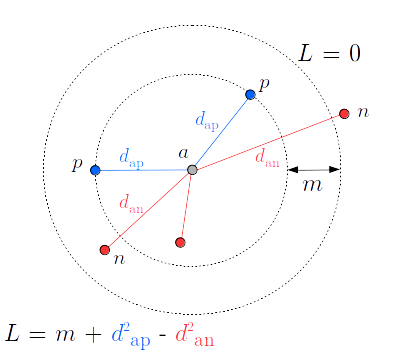 L = 0
p
n
d_ap
a
p
d_ap
d_an
m
d_an
n
L = m + d²_ap - d²_an